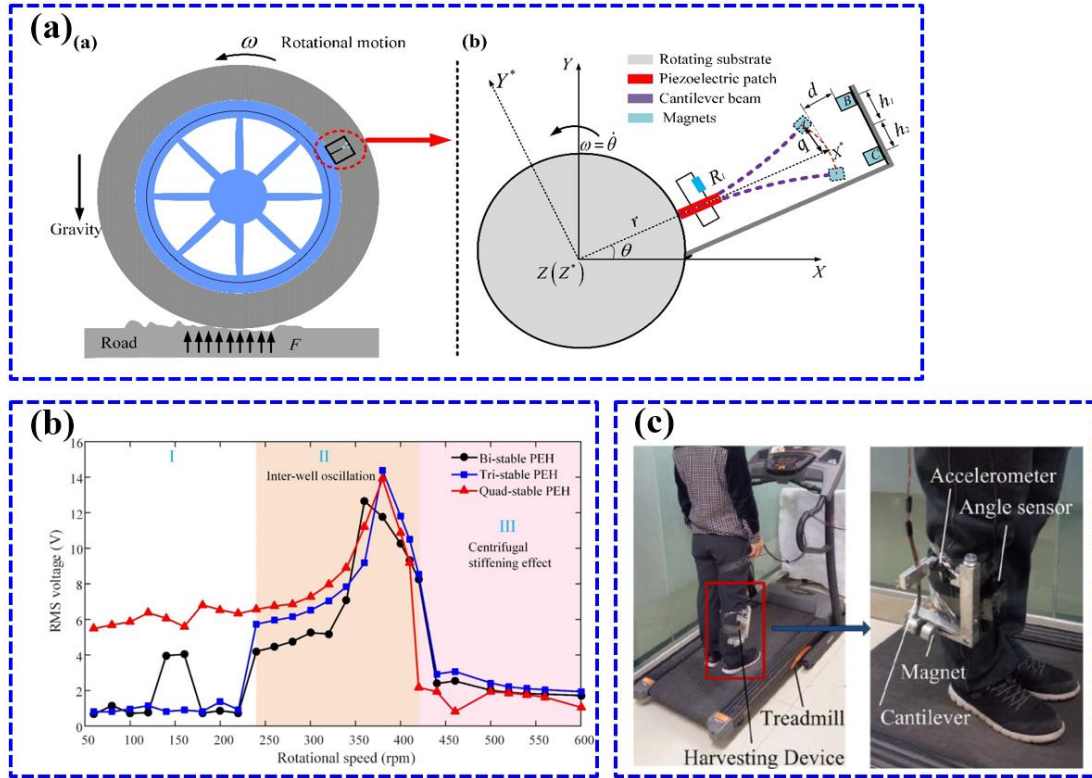 (a)
(a)
ω
Rotational motion
Gravity
Road
F
(b)
Rotating substrate
Piezoelectric patch
Cantilever beam
Magnets
Y*
Y
ω = θ̇
R_l
r
θ
Z(Z*)
X
X*
d
q
A
B
C
h₁
h₂
(b)
RMS voltage (V)
16
14
12
10
8
6
4
2
0
I
II
Inter-well oscillation
III
Centrifugal
stiffening effect
Bi-stable PEH
Tri-stable PEH
Quad-stable PEH
50 100 150 200 250 300 350 400 450 500 550 600
Rotational speed (rpm)
(c)
Treadmill
Harvesting Device
Accelerometer
Angle sensor
Magnet
Cantilever